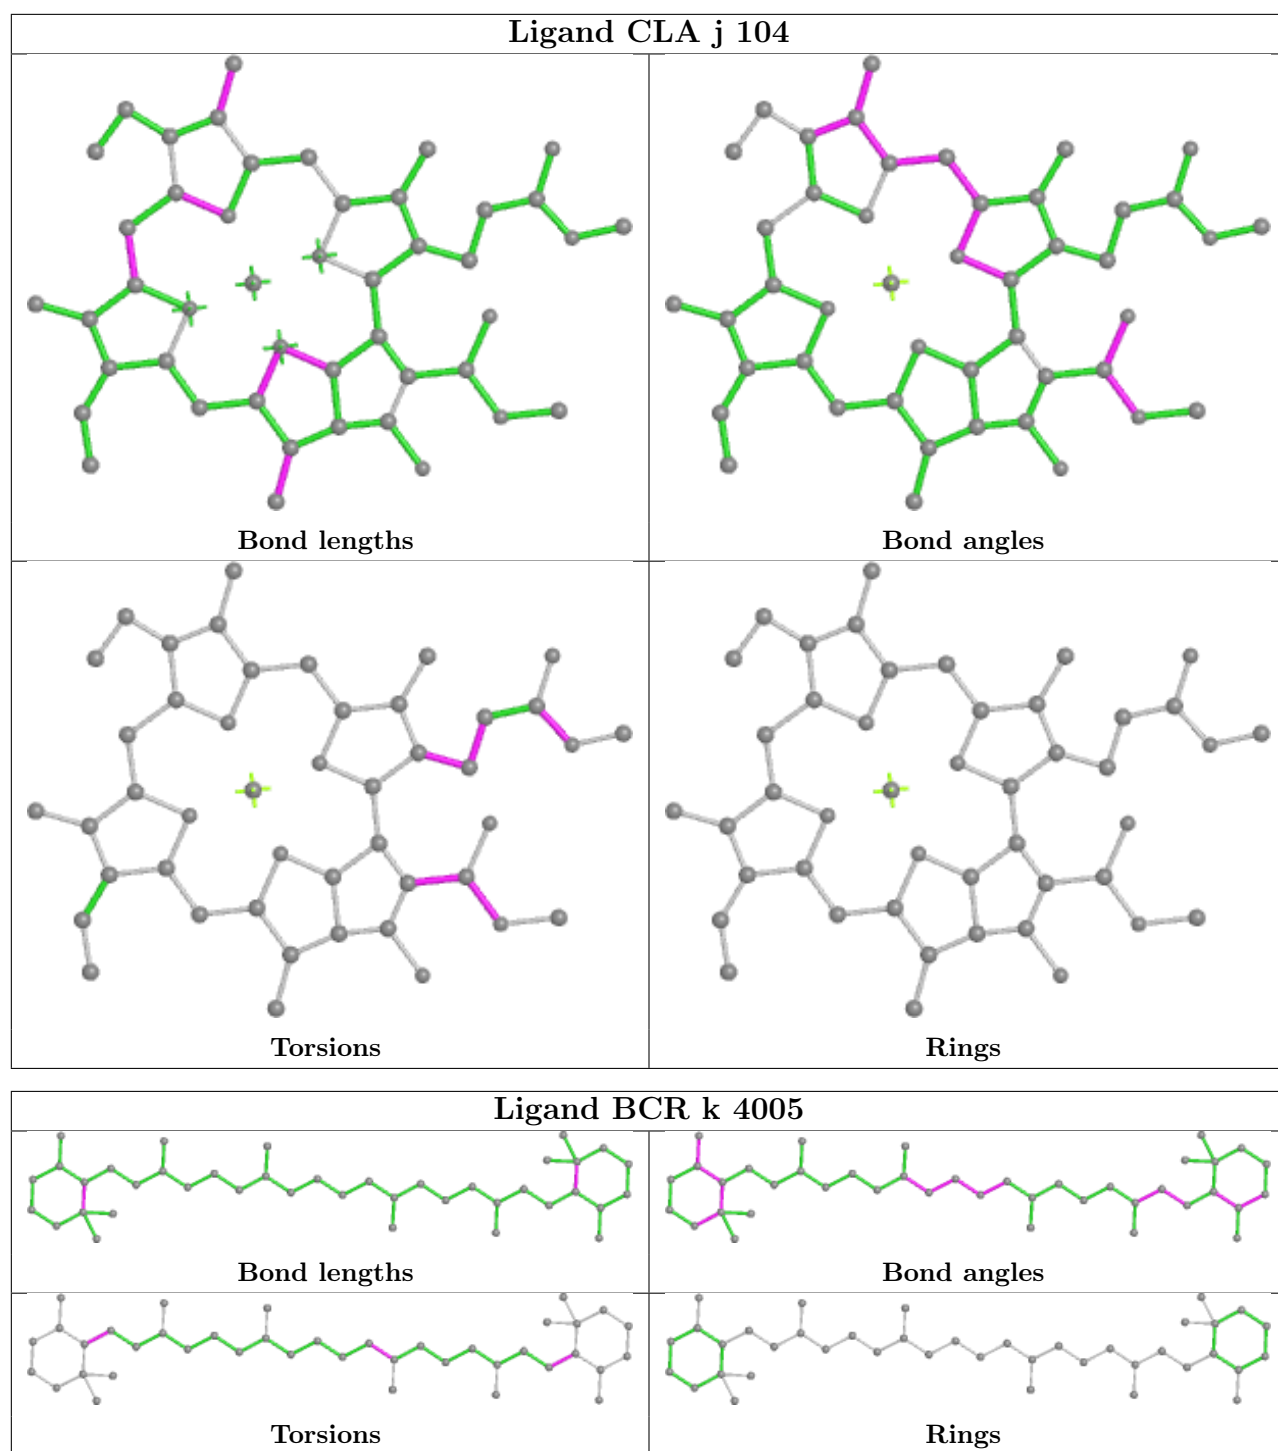 Ligand CLA j 104
Bond lengths
Bond angles
Torsions
Rings
Ligand BCR k 4005
Bond lengths
Bond angles
Torsions
Rings